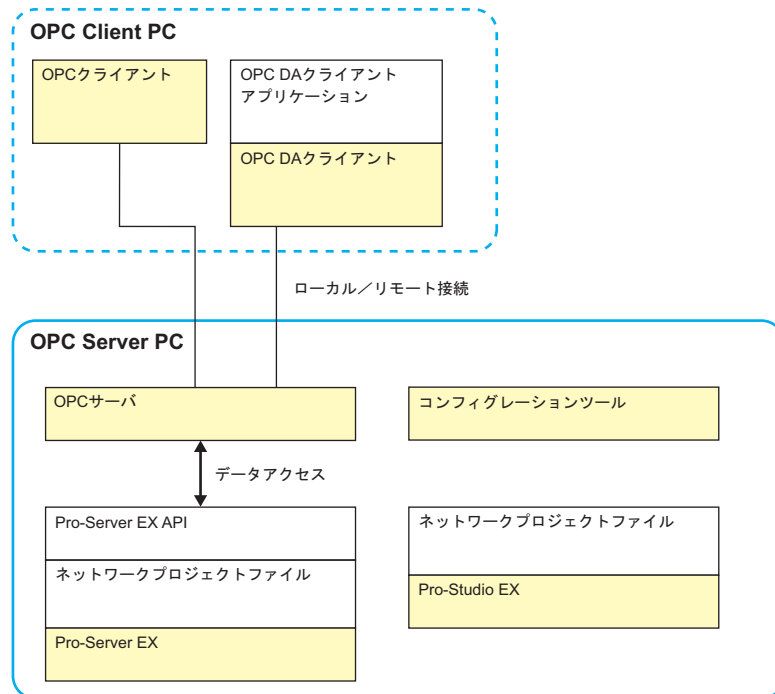 OPC Client PC
OPCクライアント
OPC DAクライアント
アプリケーション
OPC DAクライアント
ローカル／リモート接続
OPC Server PC
OPCサーバ
コンフィグレーションツール
データアクセス
Pro-Server EX API
ネットワークプロジェクトファイル
Pro-Server EX
ネットワークプロジェクトファイル
Pro-Studio EX